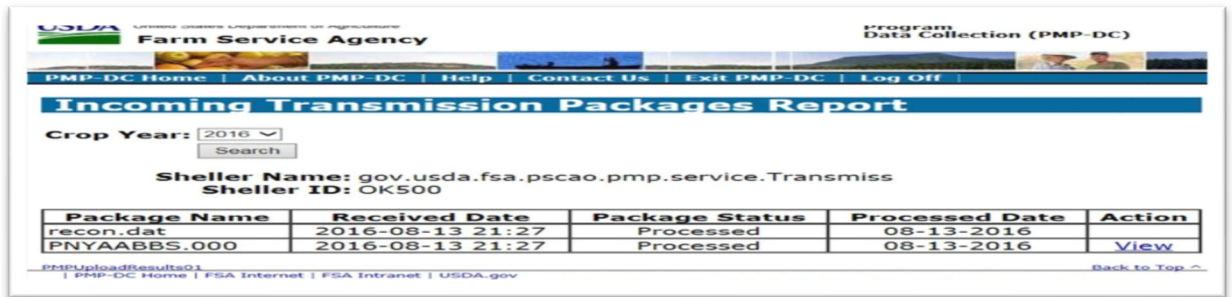 USDA United States Department of Agriculture
Farm Service Agency
Program
Data Collection (PMP-DC)
PMP-DC Home | About PMP-DC | Help | Contact Us | Exit PMP-DC | Log Off |
Incoming Transmission Packages Report
Crop Year: 2016
Search
Sheller Name: gov.usda.fsa.pscao.pmp.service.Transmiss
Sheller ID: OK500
Package Name Received Date Package Status Processed Date Action
recon.dat 2016-08-13 21:27 Processed 08-13-2016
PNYAABBS.000 2016-08-13 21:27 Processed 08-13-2016 View
PMPUploadResults01 Back to Top ^
| PMP-DC Home | FSA Internet | FSA Intranet | USDA.gov